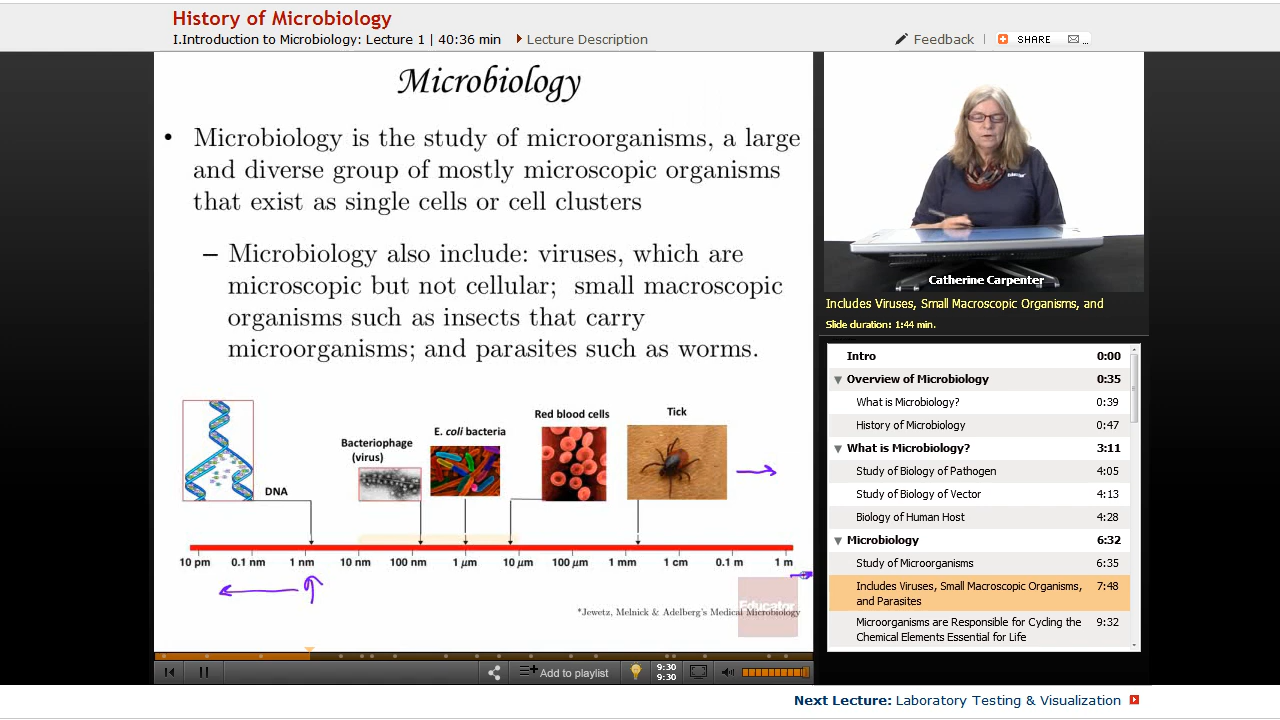 History of Microbiology
I.Introduction to Microbiology: Lecture 1 | 40:36 min
Lecture Description
Feedback
SHARE
...
Microbiology
• Microbiology is the study of microorganisms, a large
and diverse group of mostly microscopic organisms
that exist as single cells or cell clusters
– Microbiology also include: viruses, which are
microscopic but not cellular; small macroscopic
organisms such as insects that carry
microorganisms; and parasites such as worms.
DNA
Bacteriophage
(virus)
E. coli bacteria
Red blood cells
Tick
10 pm 0.1 nm 1 nm 10 nm 100 nm 1 μm 10 μm 100 μm 1 mm 1 cm 0.1 m 1 m
Educator
*Jewetz, Melnick & Adelberg's Medical Microbiology
Educator
Catherine Carpenter
Includes Viruses, Small Macroscopic Organisms, and
Slide duration: 1:44 min.
Intro 0:00
Overview of Microbiology 0:35
What is Microbiology? 0:39
History of Microbiology 0:47
What is Microbiology? 3:11
Study of Biology of Pathogen 4:05
Study of Biology of Vector 4:13
Biology of Human Host 4:28
Microbiology 6:32
Study of Microorganisms 6:35
Includes Viruses, Small Macroscopic Organisms, 7:48
and Parasites
Microorganisms are Responsible for Cycling the 9:32
Chemical Elements Essential for Life
Add to playlist
9:30
9:30
Next Lecture: Laboratory Testing & Visualization